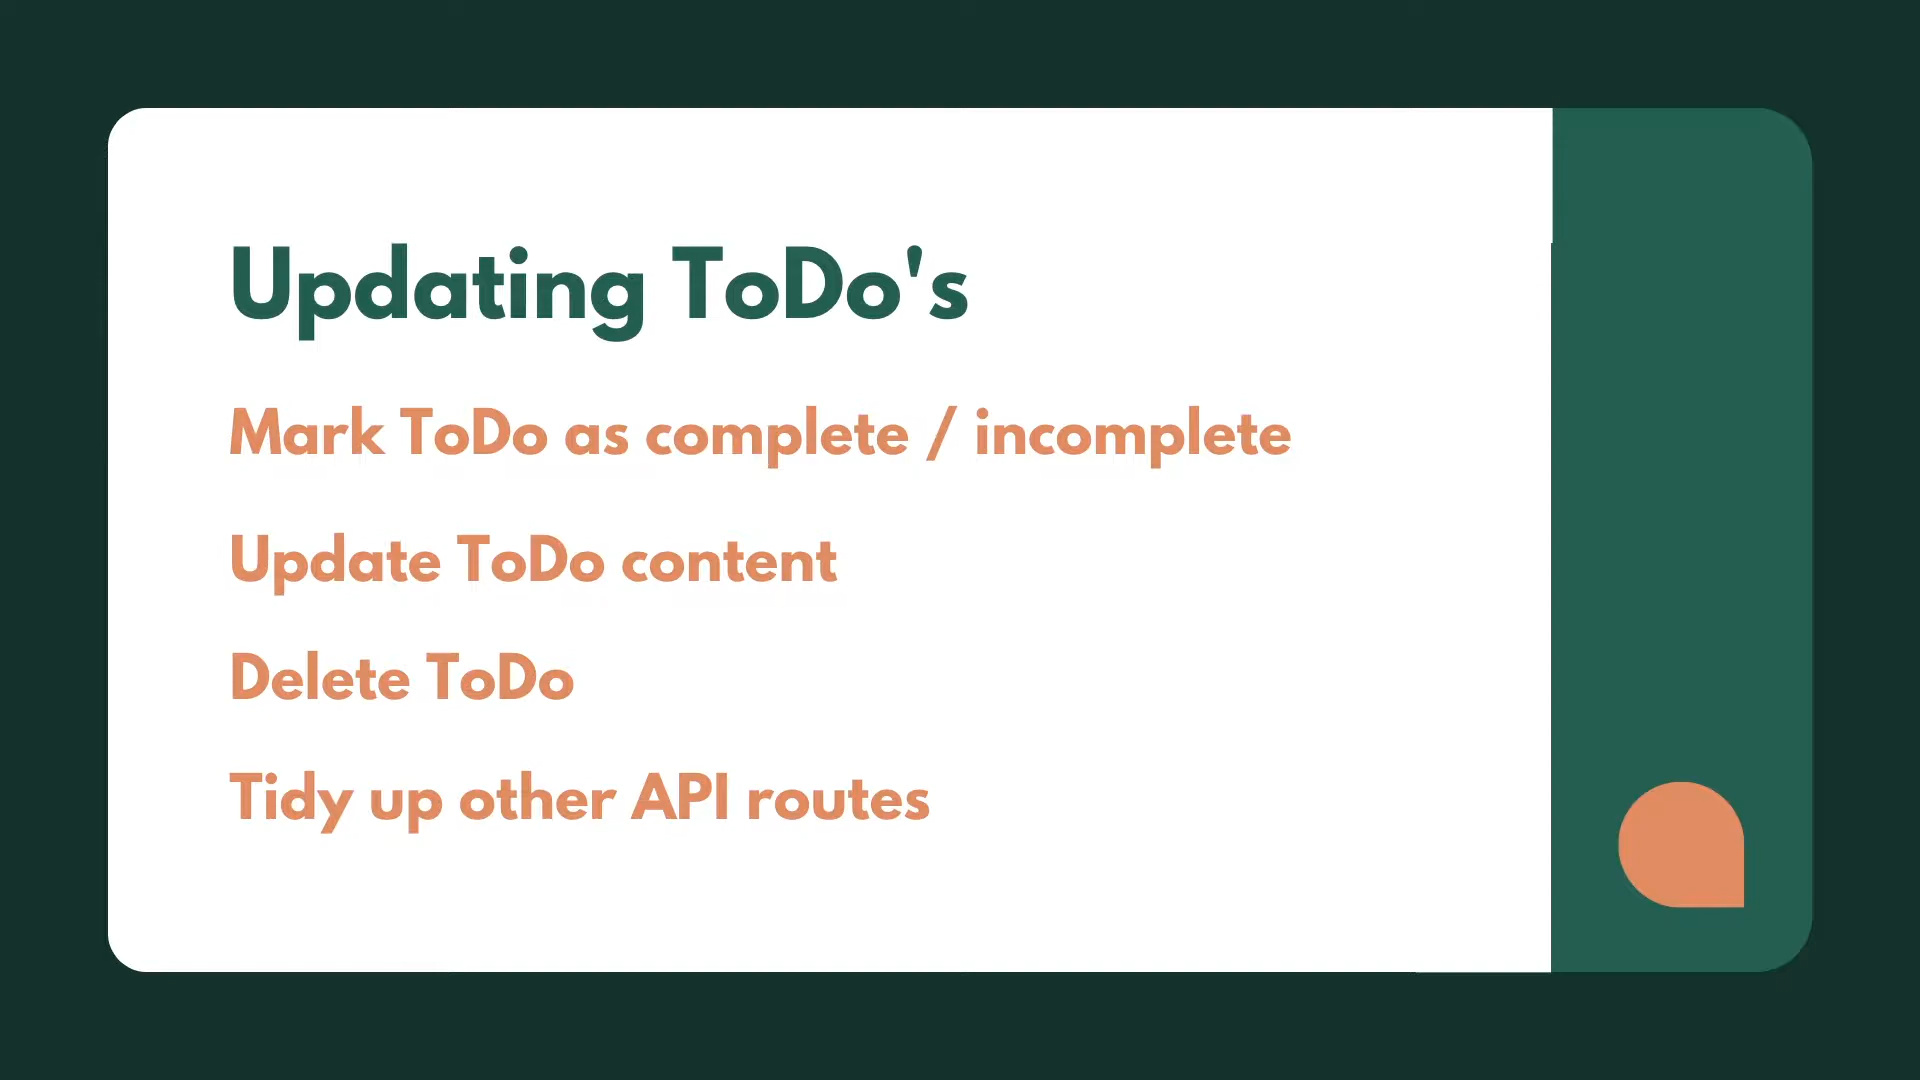 Updating ToDo's
Mark ToDo as complete / incomplete
Update ToDo content
Delete ToDo
Tidy up other API routes